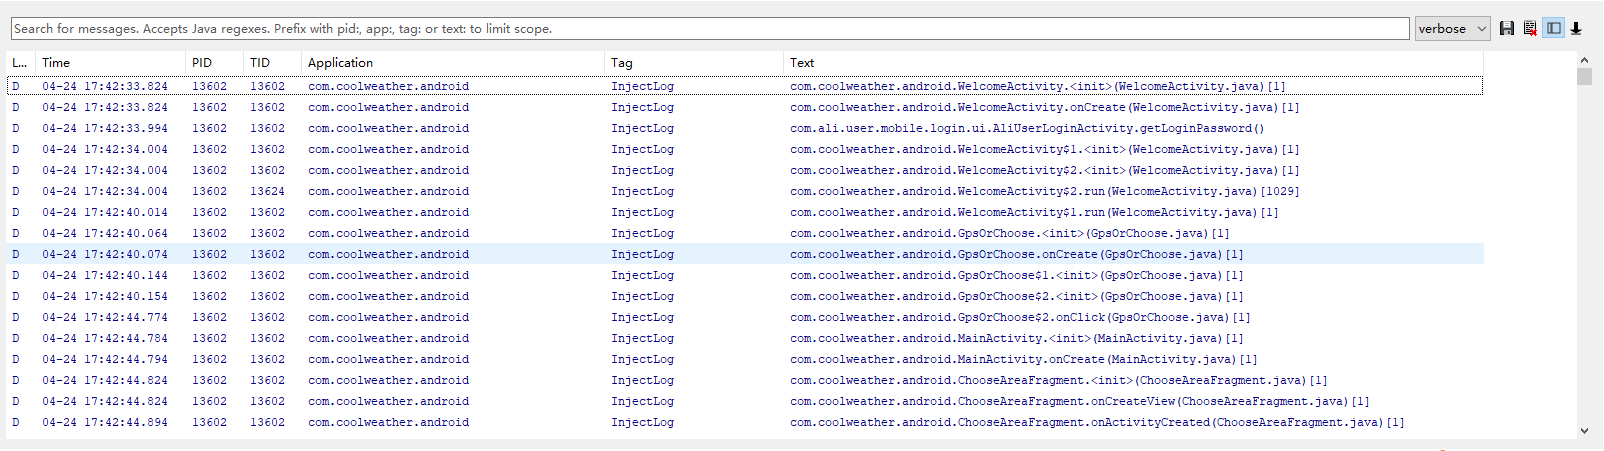 Search for messages. Accepts Java regexes. Prefix with pid:, app:, tag: or text: to limit scope. verbose
L... Time PID TID Application Tag Text
D 04-24 17:42:33.824 13602 13602 com.coolweather.android InjectLog com.coolweather.android.WelcomeActivity.<init>(WelcomeActivity.java)[1]
D 04-24 17:42:33.824 13602 13602 com.coolweather.android InjectLog com.coolweather.android.WelcomeActivity.onCreate(WelcomeActivity.java)[1]
D 04-24 17:42:33.994 13602 13602 com.coolweather.android InjectLog com.ali.user.mobile.login.ui.AliUserLoginActivity.getLoginPassword()
D 04-24 17:42:34.004 13602 13602 com.coolweather.android InjectLog com.coolweather.android.WelcomeActivity$1.<init>(WelcomeActivity.java)[1]
D 04-24 17:42:34.004 13602 13602 com.coolweather.android InjectLog com.coolweather.android.WelcomeActivity$2.<init>(WelcomeActivity.java)[1]
D 04-24 17:42:34.004 13602 13624 com.coolweather.android InjectLog com.coolweather.android.WelcomeActivity$2.run(WelcomeActivity.java)[1029]
D 04-24 17:42:40.014 13602 13602 com.coolweather.android InjectLog com.coolweather.android.WelcomeActivity$1.run(WelcomeActivity.java)[1]
D 04-24 17:42:40.064 13602 13602 com.coolweather.android InjectLog com.coolweather.android.GpsOrChoose.<init>(GpsOrChoose.java)[1]
D 04-24 17:42:40.074 13602 13602 com.coolweather.android InjectLog com.coolweather.android.GpsOrChoose.onCreate(GpsOrChoose.java)[1]
D 04-24 17:42:40.144 13602 13602 com.coolweather.android InjectLog com.coolweather.android.GpsOrChoose$1.<init>(GpsOrChoose.java)[1]
D 04-24 17:42:40.154 13602 13602 com.coolweather.android InjectLog com.coolweather.android.GpsOrChoose$2.<init>(GpsOrChoose.java)[1]
D 04-24 17:42:44.774 13602 13602 com.coolweather.android InjectLog com.coolweather.android.GpsOrChoose$2.onClick(GpsOrChoose.java)[1]
D 04-24 17:42:44.784 13602 13602 com.coolweather.android InjectLog com.coolweather.android.MainActivity.<init>(MainActivity.java)[1]
D 04-24 17:42:44.794 13602 13602 com.coolweather.android InjectLog com.coolweather.android.MainActivity.onCreate(MainActivity.java)[1]
D 04-24 17:42:44.824 13602 13602 com.coolweather.android InjectLog com.coolweather.android.ChooseAreaFragment.<init>(ChooseAreaFragment.java)[1]
D 04-24 17:42:44.824 13602 13602 com.coolweather.android InjectLog com.coolweather.android.ChooseAreaFragment.onCreateView(ChooseAreaFragment.java)[1]
D 04-24 17:42:44.894 13602 13602 com.coolweather.android InjectLog com.coolweather.android.ChooseAreaFragment.onActivityCreated(ChooseAreaFragment.java)[1]